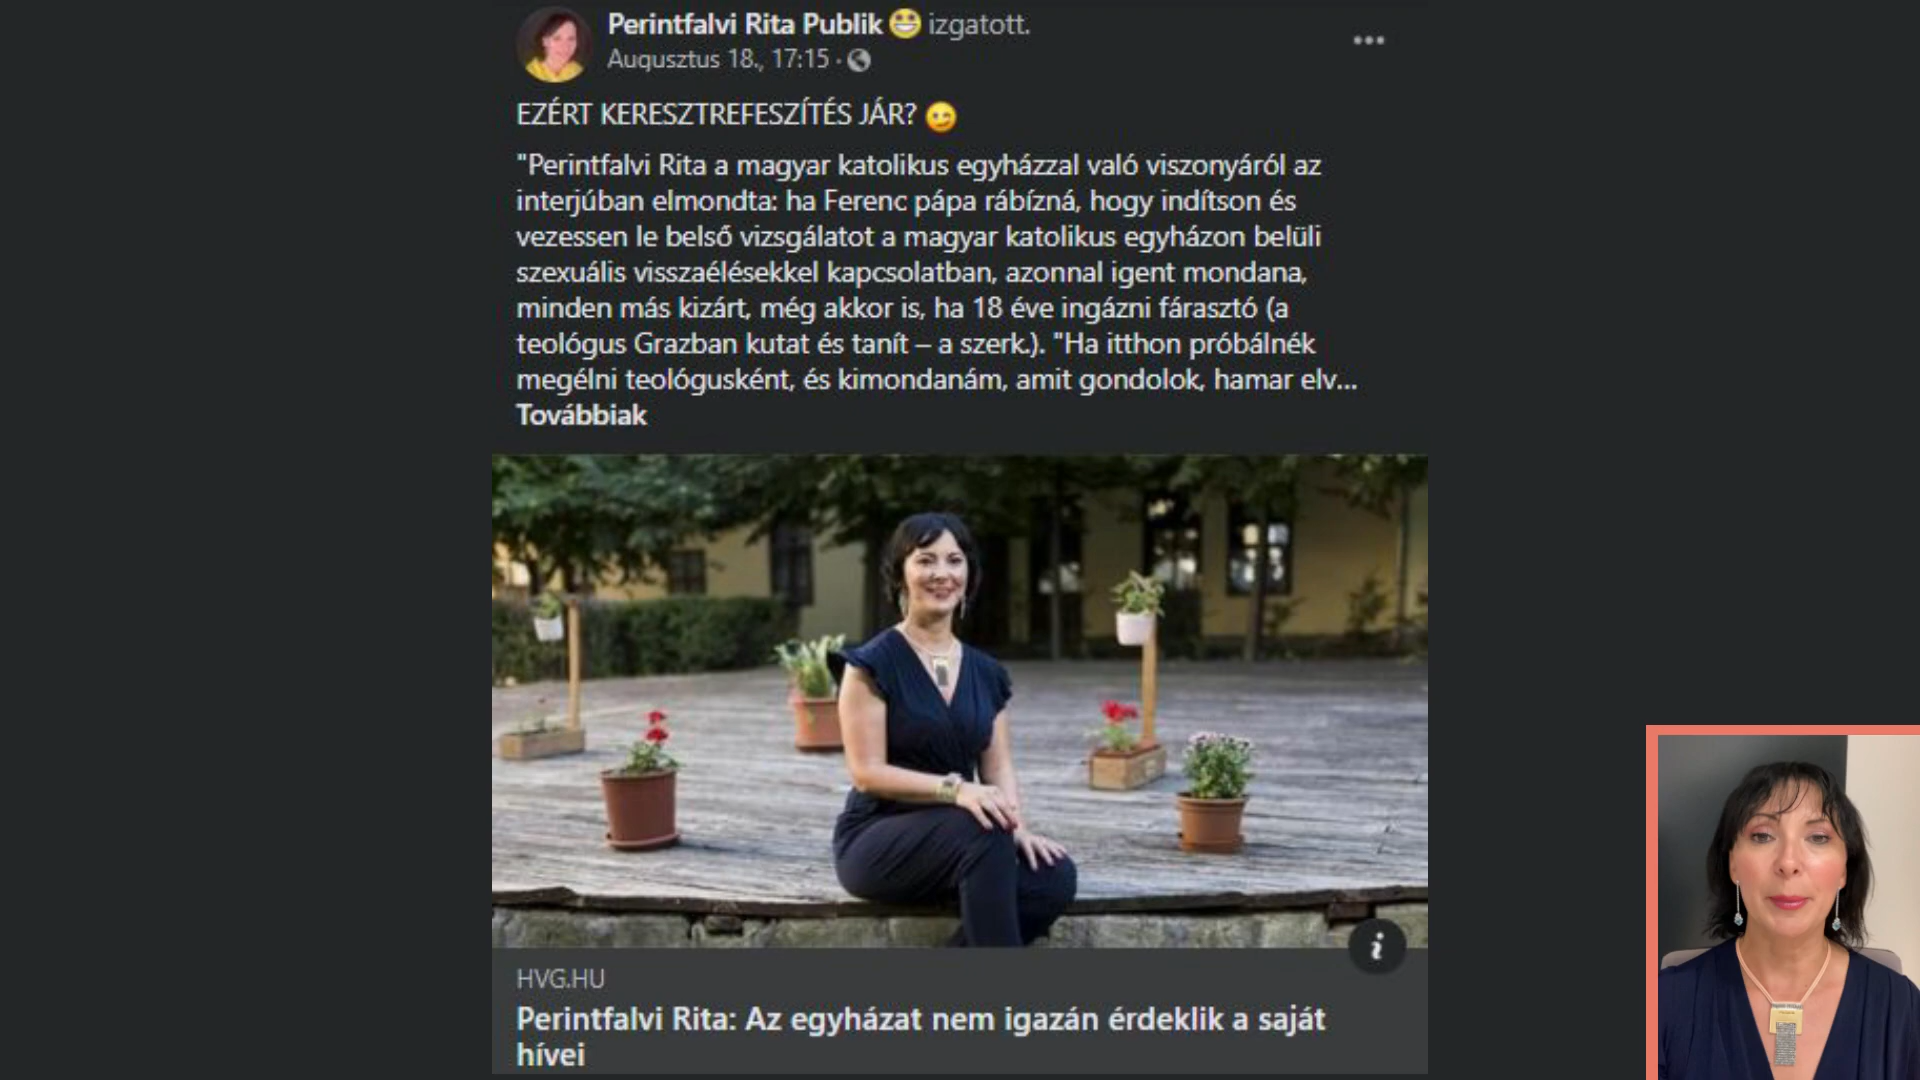 Perintfalvi Rita Publik 😀 izgatott.
Augusztus 18., 17:15 ·
EZÉRT KERESZTREFESZÍTÉS JÁR? 😉
"Perintfalvi Rita a magyar katolikus egyházzal való viszonyáról az
interjúban elmondta: ha Ferenc pápa rábízná, hogy indítson és
vezessen le belső vizsgálatot a magyar katolikus egyházon belüli
szexuális visszaélésekkel kapcsolatban, azonnal igent mondana,
minden más kizárt, még akkor is, ha 18 éve ingázni fárasztó (a
teológus Grazban kutat és tanít – a szerk.). "Ha itthon próbálnék
megélni teológusként, és kimondanám, amit gondolok, hamar elv...
Továbbiak
HVG.HU
Perintfalvi Rita: Az egyházat nem igazán érdeklik a saját
hívei